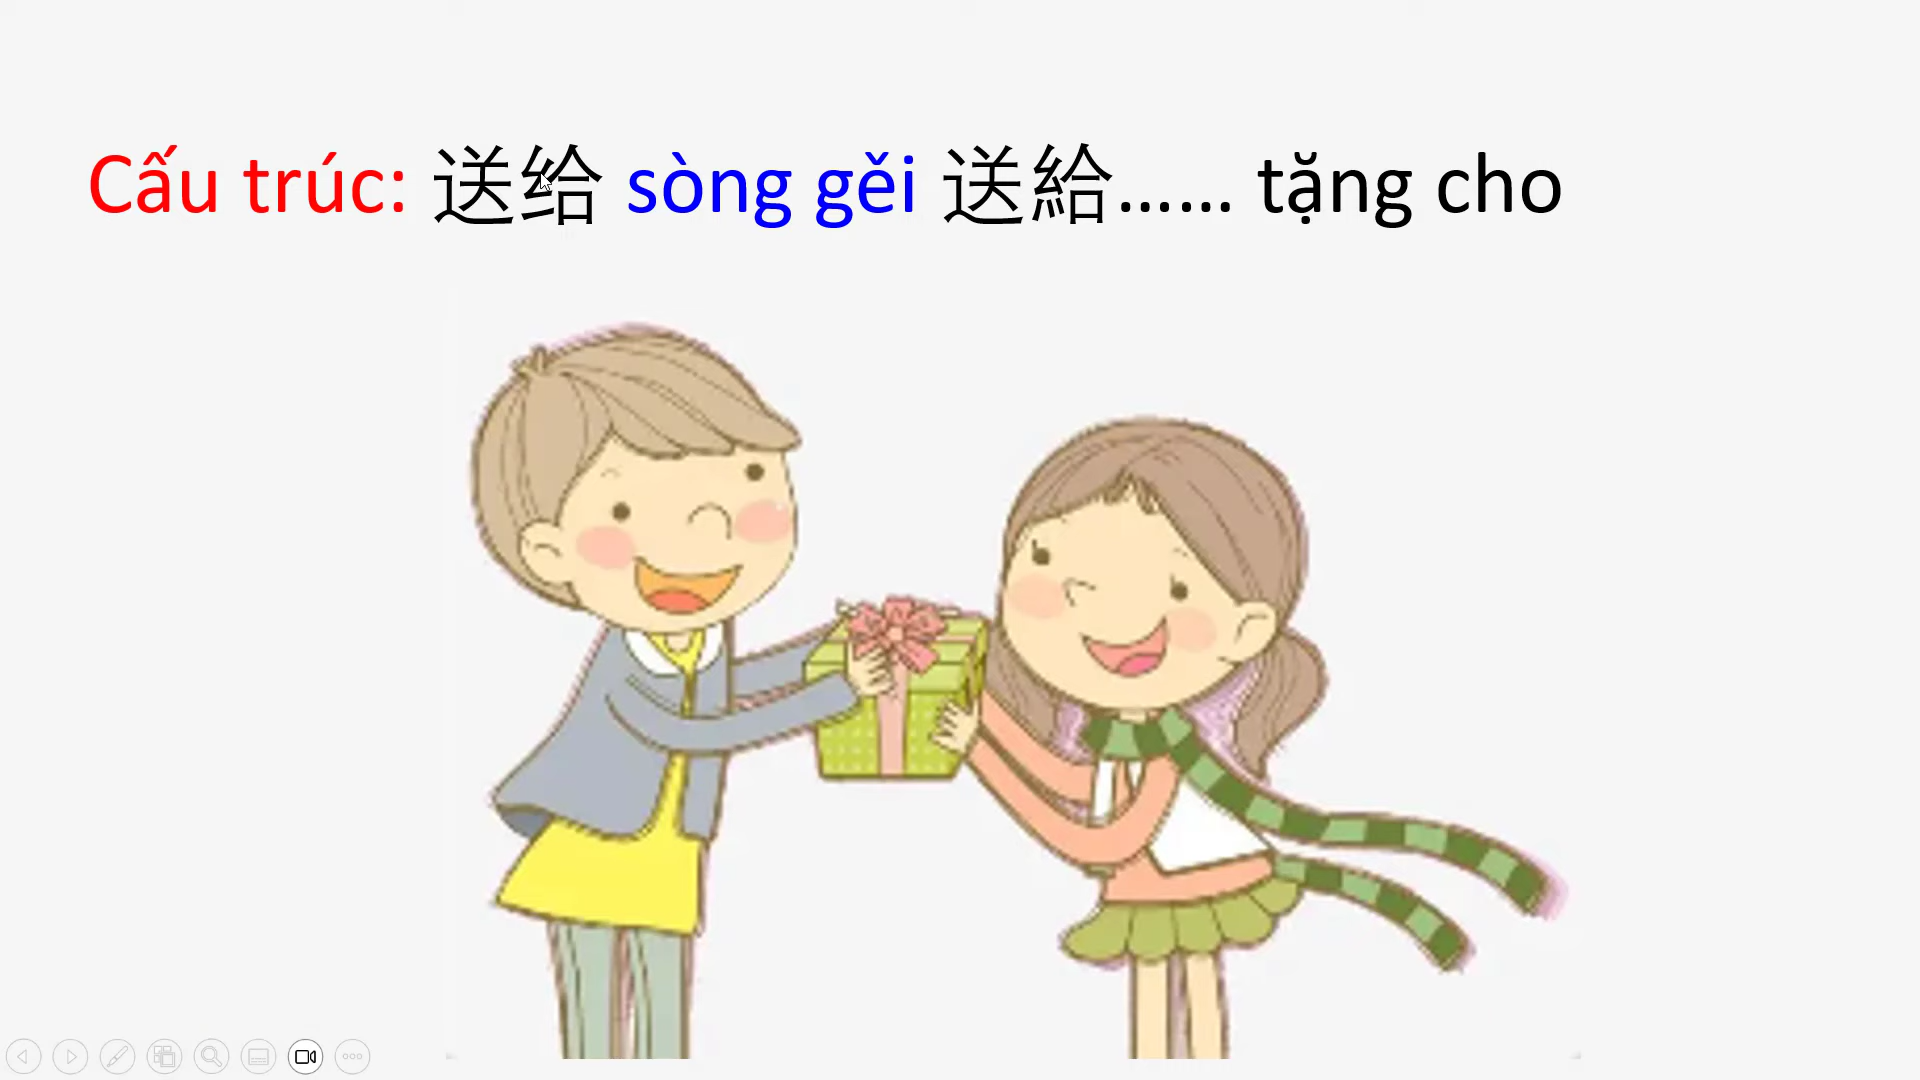 Cấu trúc: 送给 sòng gěi 送給…… tặng cho